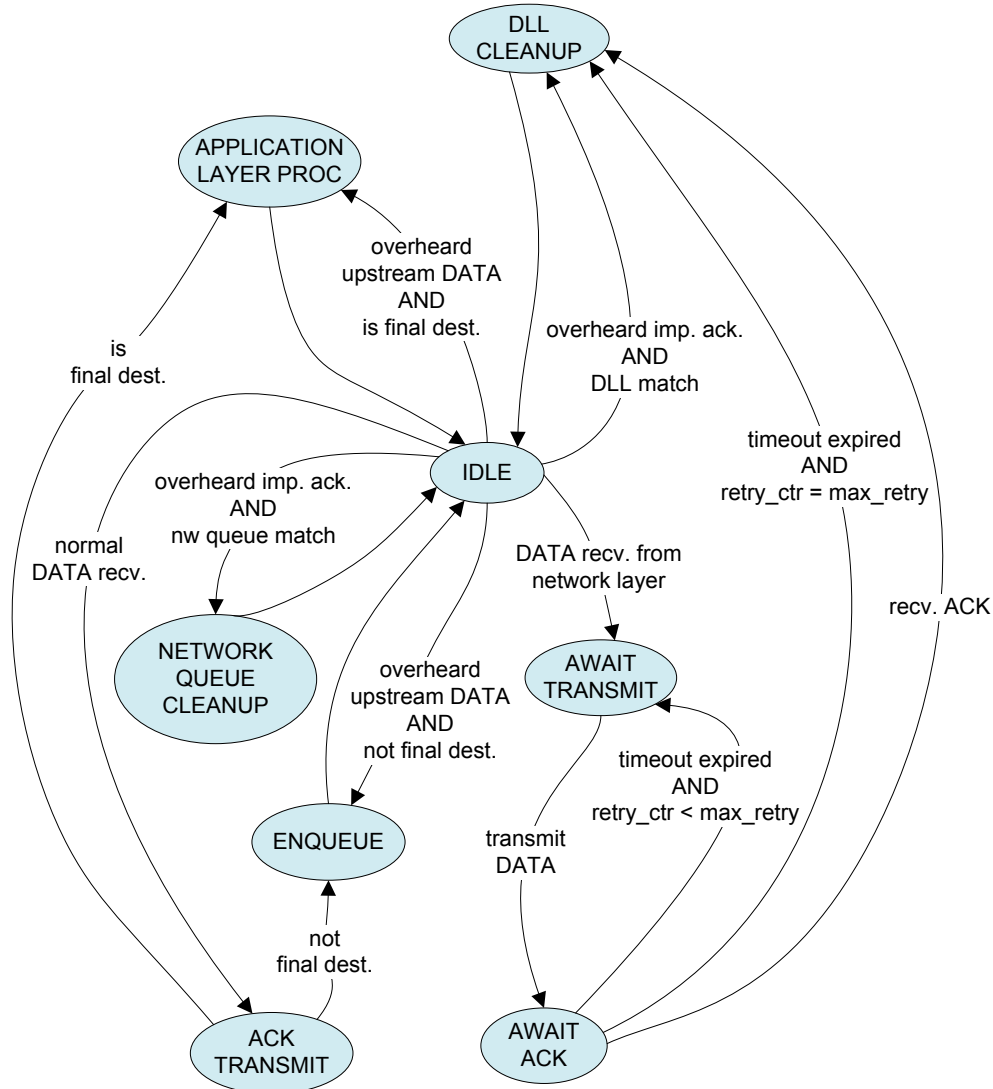 DLL
CLEANUP
APPLICATION
LAYER PROC
overheard
upstream DATA
AND
is final dest.
overheard imp. ack.
AND
DLL match
is
final dest.
timeout expired
AND
retry_ctr = max_retry
IDLE
overheard imp. ack.
AND
nw queue match
normal
DATA recv.
DATA recv. from
network layer
recv. ACK
NETWORK
QUEUE
CLEANUP
overheard
upstream DATA
AND
not final dest.
AWAIT
TRANSMIT
timeout expired
AND
retry_ctr < max_retry
ENQUEUE
transmit
DATA
not
final dest.
ACK
TRANSMIT
AWAIT
ACK